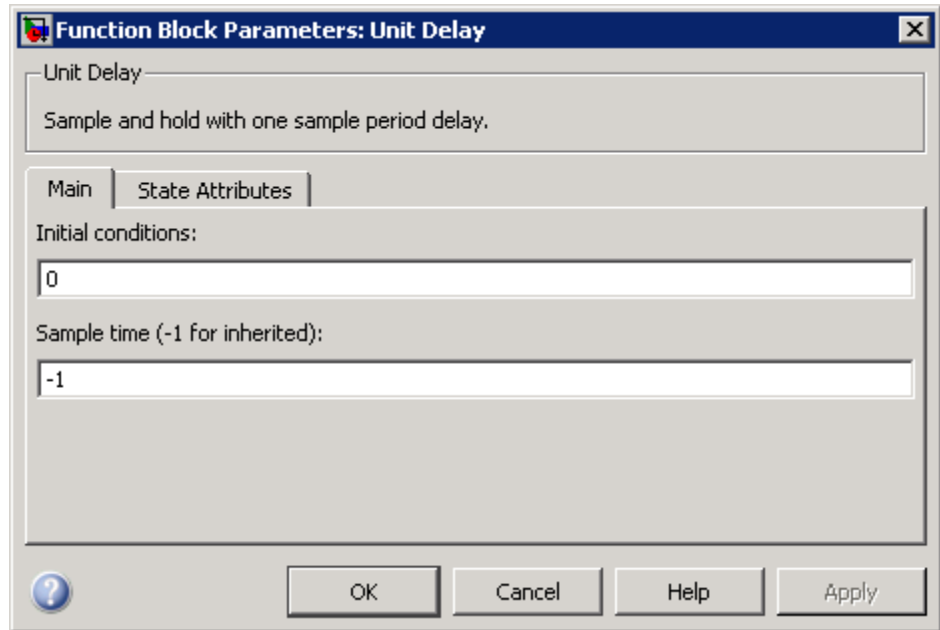 Function Block Parameters: Unit Delay
Unit Delay
Sample and hold with one sample period delay.
Main State Attributes
Initial conditions:
0
Sample time (-1 for inherited):
-1
OK Cancel Help Apply